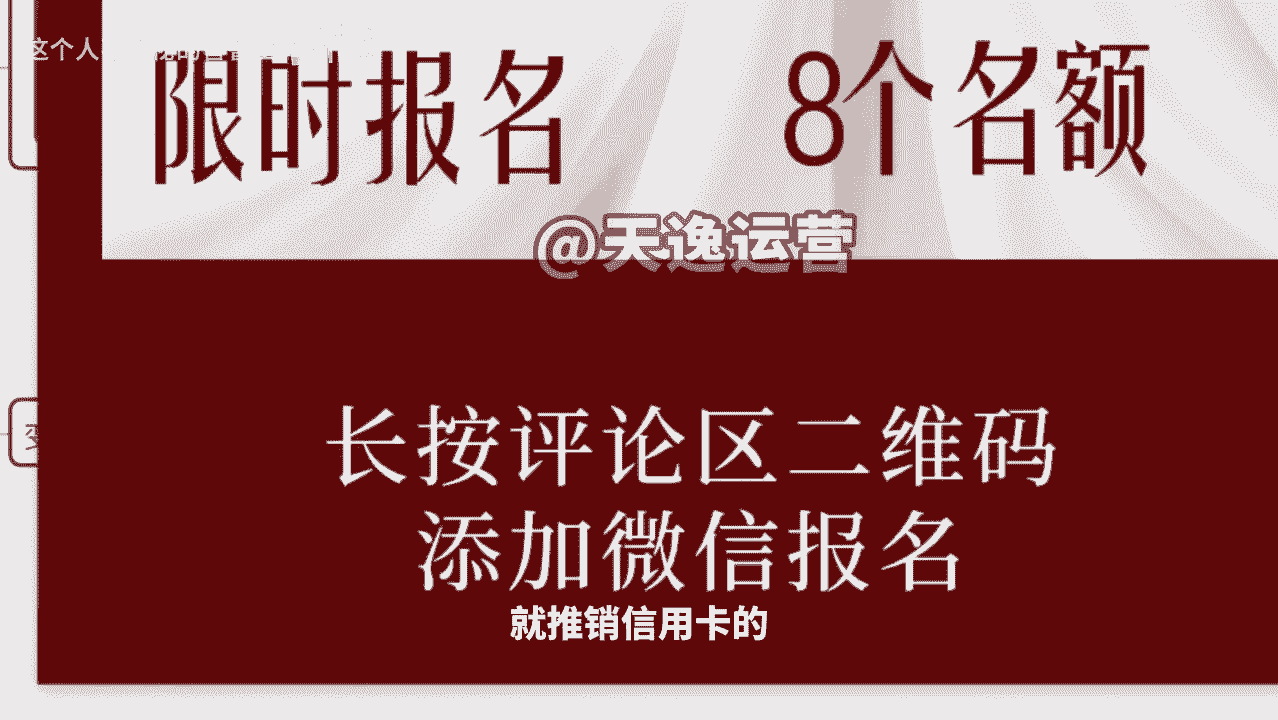 这个人
限时报名 8个名额
@天逸运营
长按评论区二维码
添加微信报名
就推销信用卡的